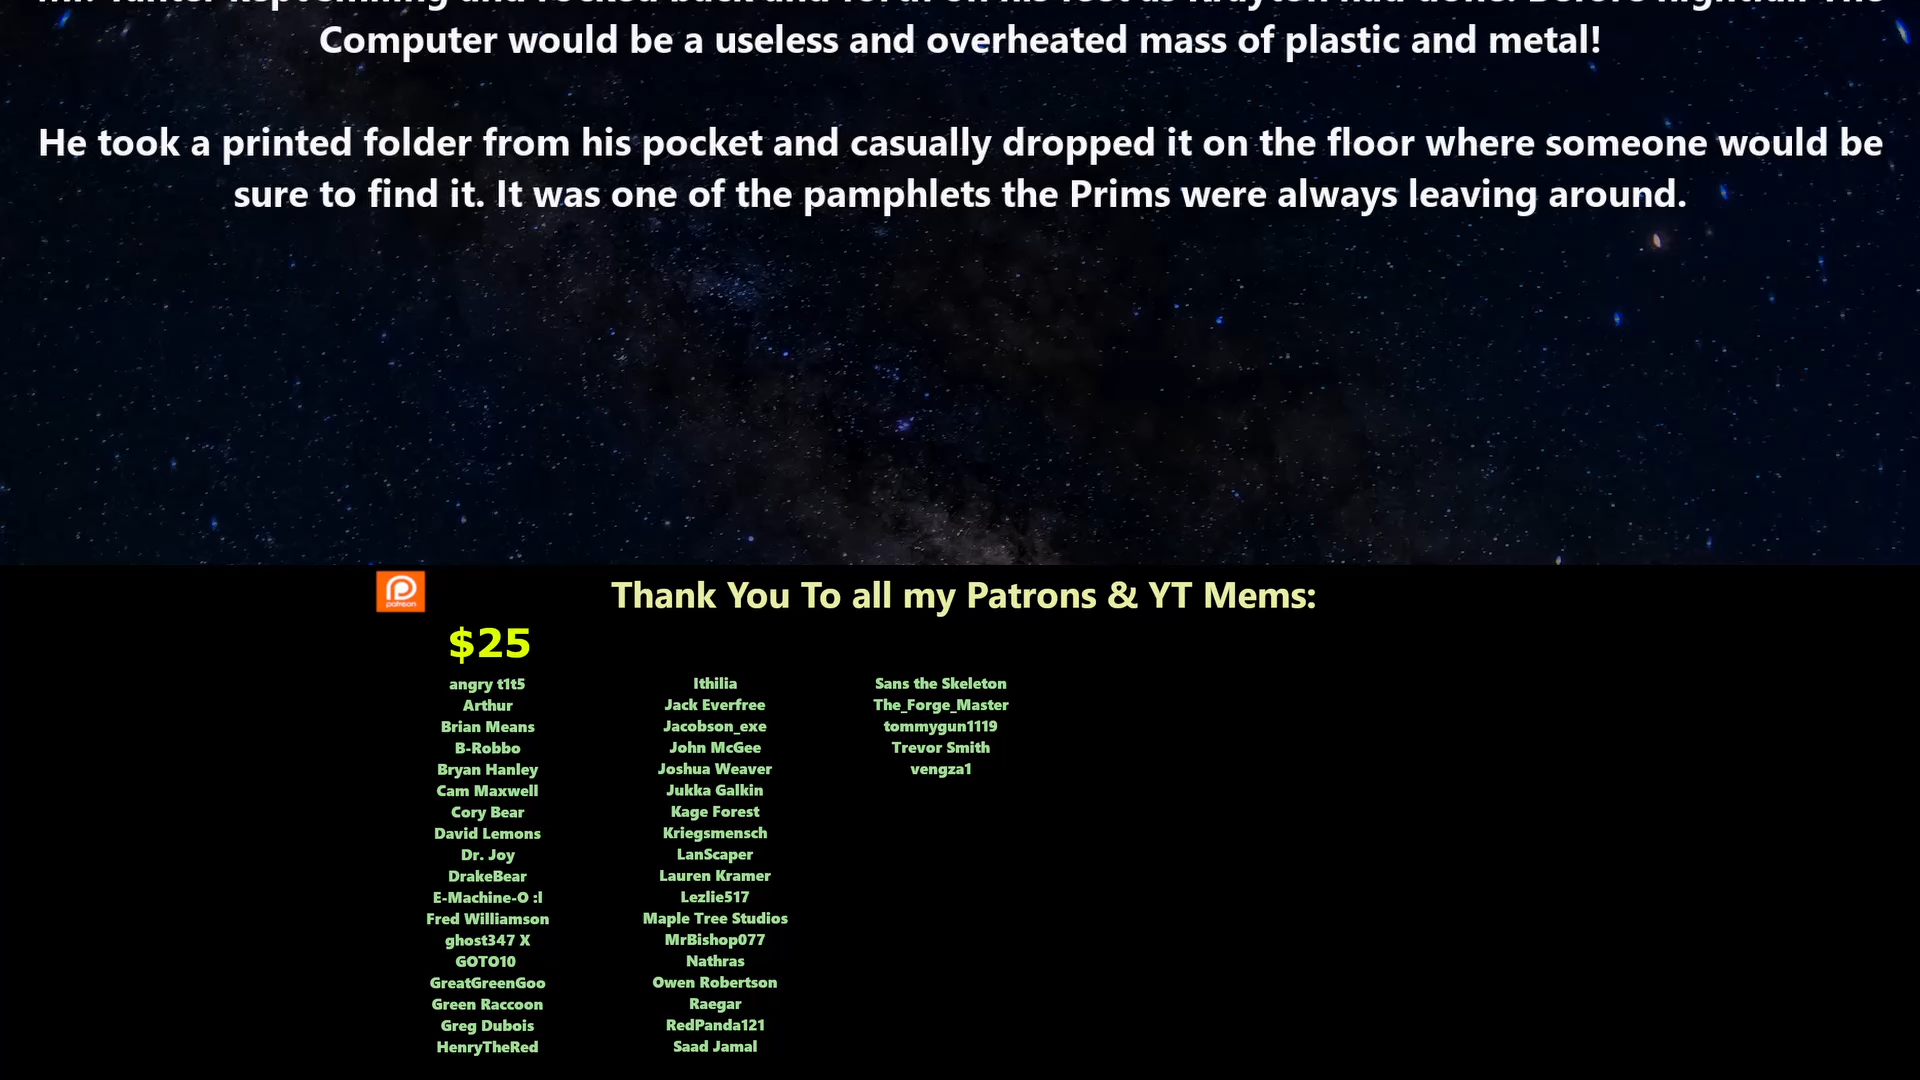 Computer would be a useless and overheated mass of plastic and metal!
He took a printed folder from his pocket and casually dropped it on the floor where someone would be
sure to find it. It was one of the pamphlets the Prims were always leaving around.
patreon
Thank You To all my Patrons & YT Mems:
$25
angry t1t5
Arthur
Brian Means
B-Robbo
Bryan Hanley
Cam Maxwell
Cory Bear
David Lemons
Dr. Joy
DrakeBear
E-Machine-O :l
Fred Williamson
ghost347 X
GOTO10
GreatGreenGoo
Green Raccoon
Greg Dubois
HenryTheRed
Ithilia
Jack Everfree
Jacobson_exe
John McGee
Joshua Weaver
Jukka Galkin
Kage Forest
Kriegsmensch
LanScaper
Lauren Kramer
Lezlie517
Maple Tree Studios
MrBishop077
Nathras
Owen Robertson
Raegar
RedPanda121
Saad Jamal
Sans the Skeleton
The_Forge_Master
tommygun1119
Trevor Smith
vengza1